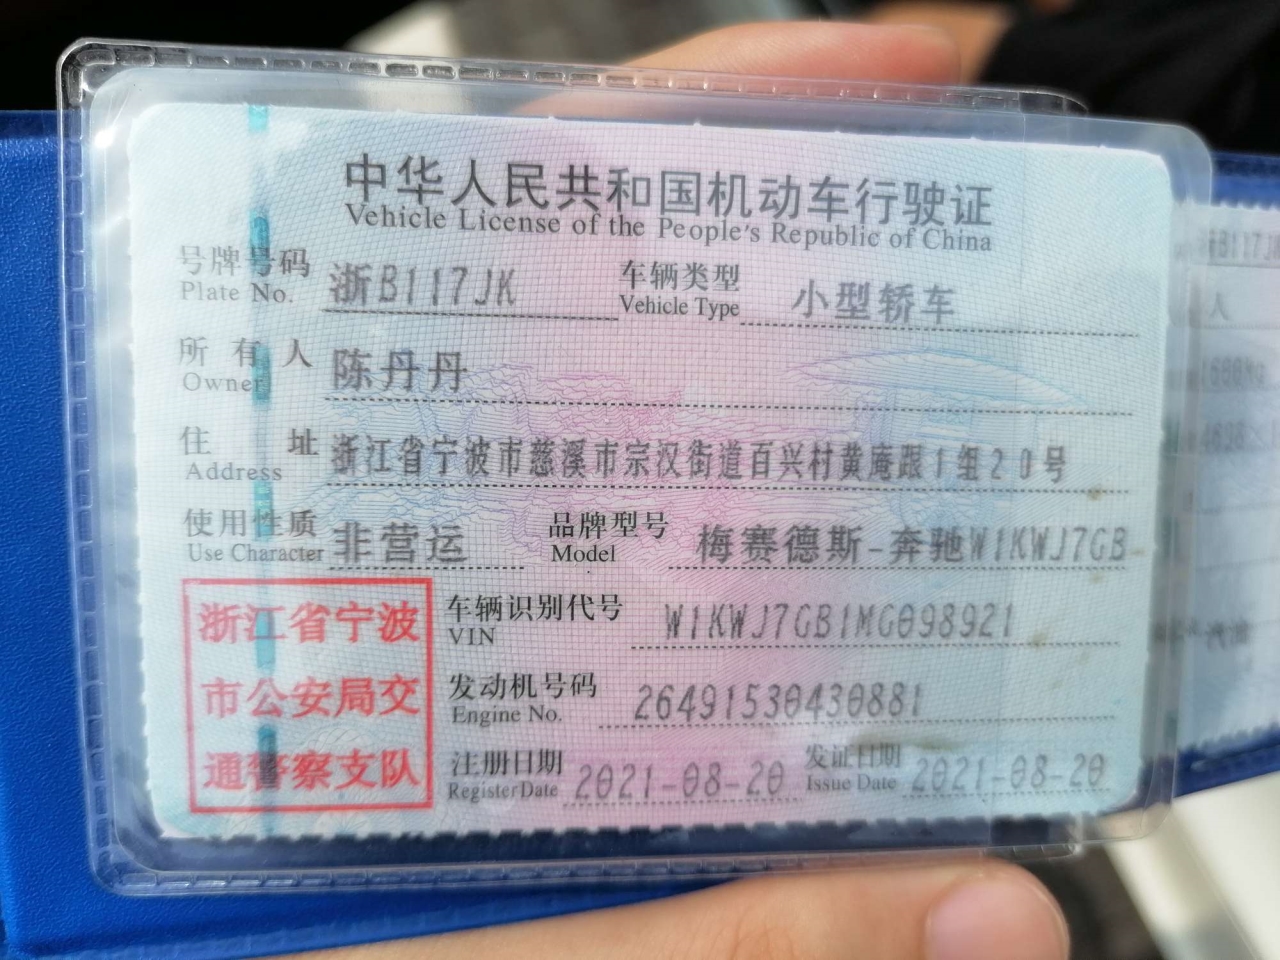 中华人民共和国机动车行驶证
Vehicle License of the People's Republic of China
号牌号码 浙B117JK 车辆类型 小型轿车
Plate No. Vehicle Type
所有人 陈丹丹
Owner
住址 浙江省宁波市慈溪市宗汉街道百兴村黄庵跟1组20号
Address
使用性质 非营运 品牌型号 梅赛德斯-奔驰W1KWJ7GB
Use Character Model
浙江省宁波
市公安局交
通警察支队
车辆识别代号 W1KWJ7GB1MG098921
VIN
发动机号码 26491530430881
Engine No.
注册日期 2021-08-20 发证日期 2021-08-20
Register Date Issue Date
人